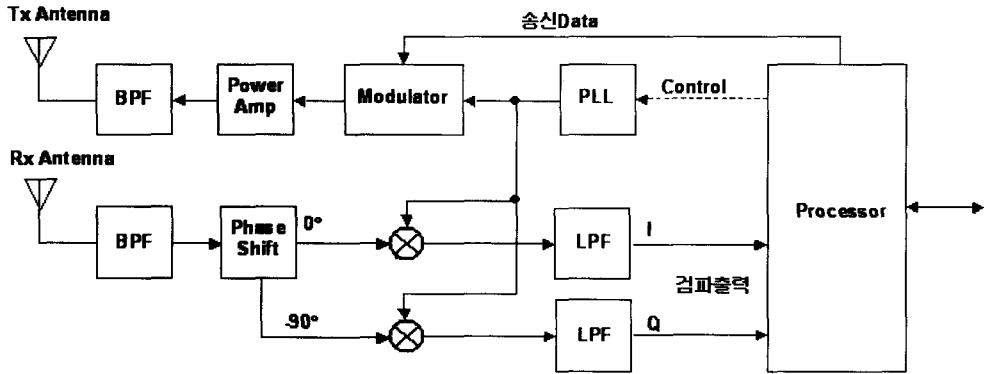 Tx Antenna
송신Data
BPF
Power
Amp
Modulator
PLL
Control
Rx Antenna
Processor
BPF
Phase
Shift
0°
LPF
I
검파출력
-90°
LPF
Q